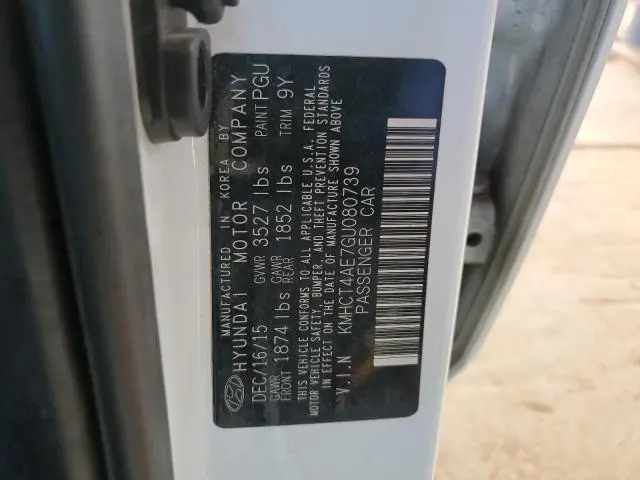 MANUFACTURED IN KOREA BY
HYUNDAI MOTOR COMPANY
DEC/16/15 GVWR 3527 lbs PAINT PGU
GAWR FRONT 1874 lbs GAWR REAR 1852 lbs TRIM 9Y
THIS VEHICLE CONFORMS TO ALL APPLICABLE U.S.A. FEDERAL
MOTOR VEHICLE SAFETY, BUMPER, AND THEFT PREVENTION STANDARDS
IN EFFECT ON THE DATE OF MANUFACTURE SHOWN ABOVE
V.I.N KMHCT4AE7GU080739
PASSENGER CAR